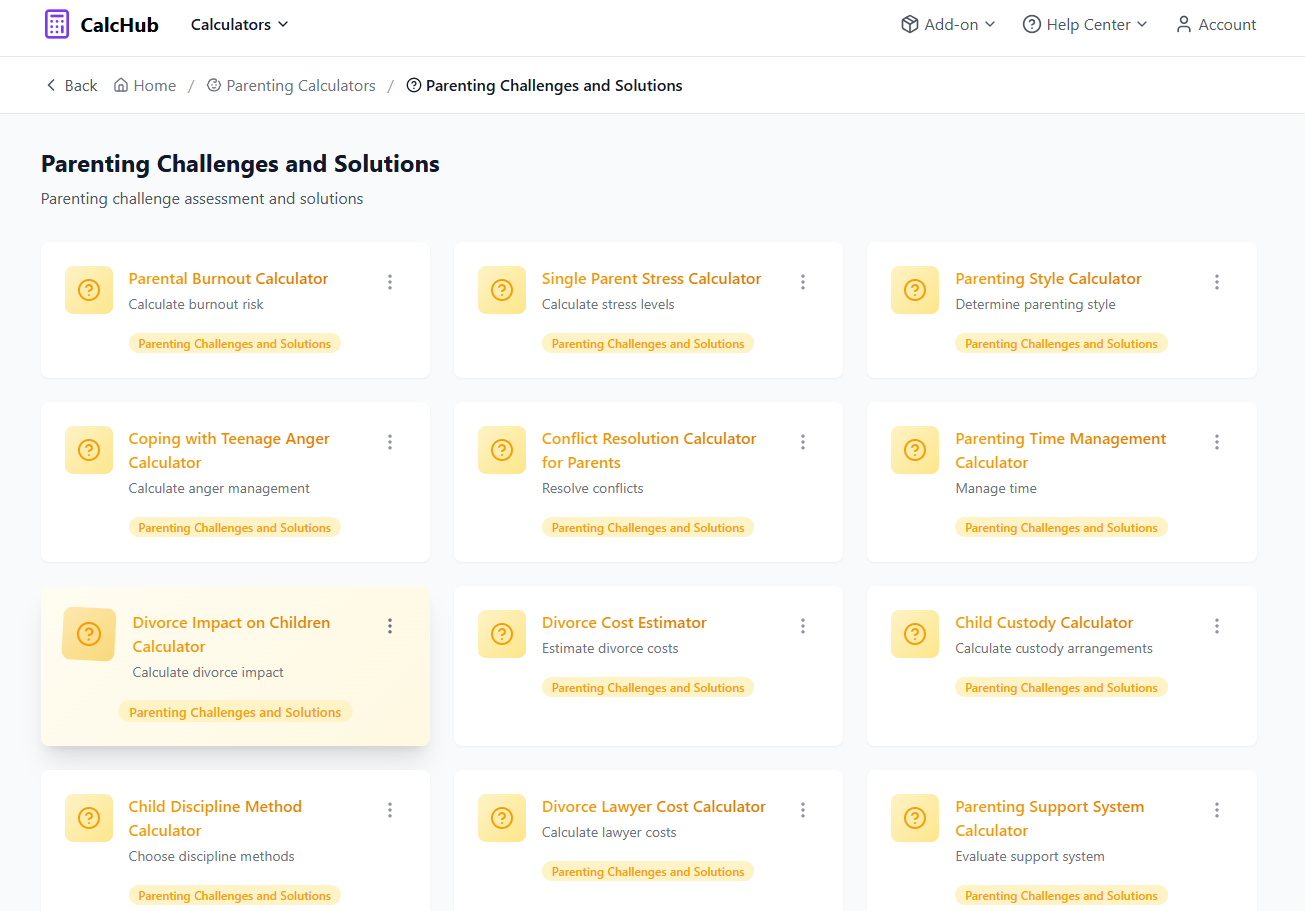 CalcHub
Calculators
Add-on
Help Center
Account
Back
Home
/
Parenting Calculators
/
Parenting Challenges and Solutions
Parenting Challenges and Solutions
Parenting challenge assessment and solutions
Parental Burnout Calculator
Calculate burnout risk
Parenting Challenges and Solutions
Single Parent Stress Calculator
Calculate stress levels
Parenting Challenges and Solutions
Parenting Style Calculator
Determine parenting style
Parenting Challenges and Solutions
Coping with Teenage Anger
Calculator
Calculate anger management
Parenting Challenges and Solutions
Conflict Resolution Calculator
for Parents
Resolve conflicts
Parenting Challenges and Solutions
Parenting Time Management
Calculator
Manage time
Parenting Challenges and Solutions
Divorce Impact on Children
Calculator
Calculate divorce impact
Parenting Challenges and Solutions
Divorce Cost Estimator
Estimate divorce costs
Parenting Challenges and Solutions
Child Custody Calculator
Calculate custody arrangements
Parenting Challenges and Solutions
Child Discipline Method
Calculator
Choose discipline methods
Parenting Challenges and Solutions
Divorce Lawyer Cost Calculator
Calculate lawyer costs
Parenting Challenges and Solutions
Parenting Support System
Calculator
Evaluate support system
Parenting Challenges and Solutions